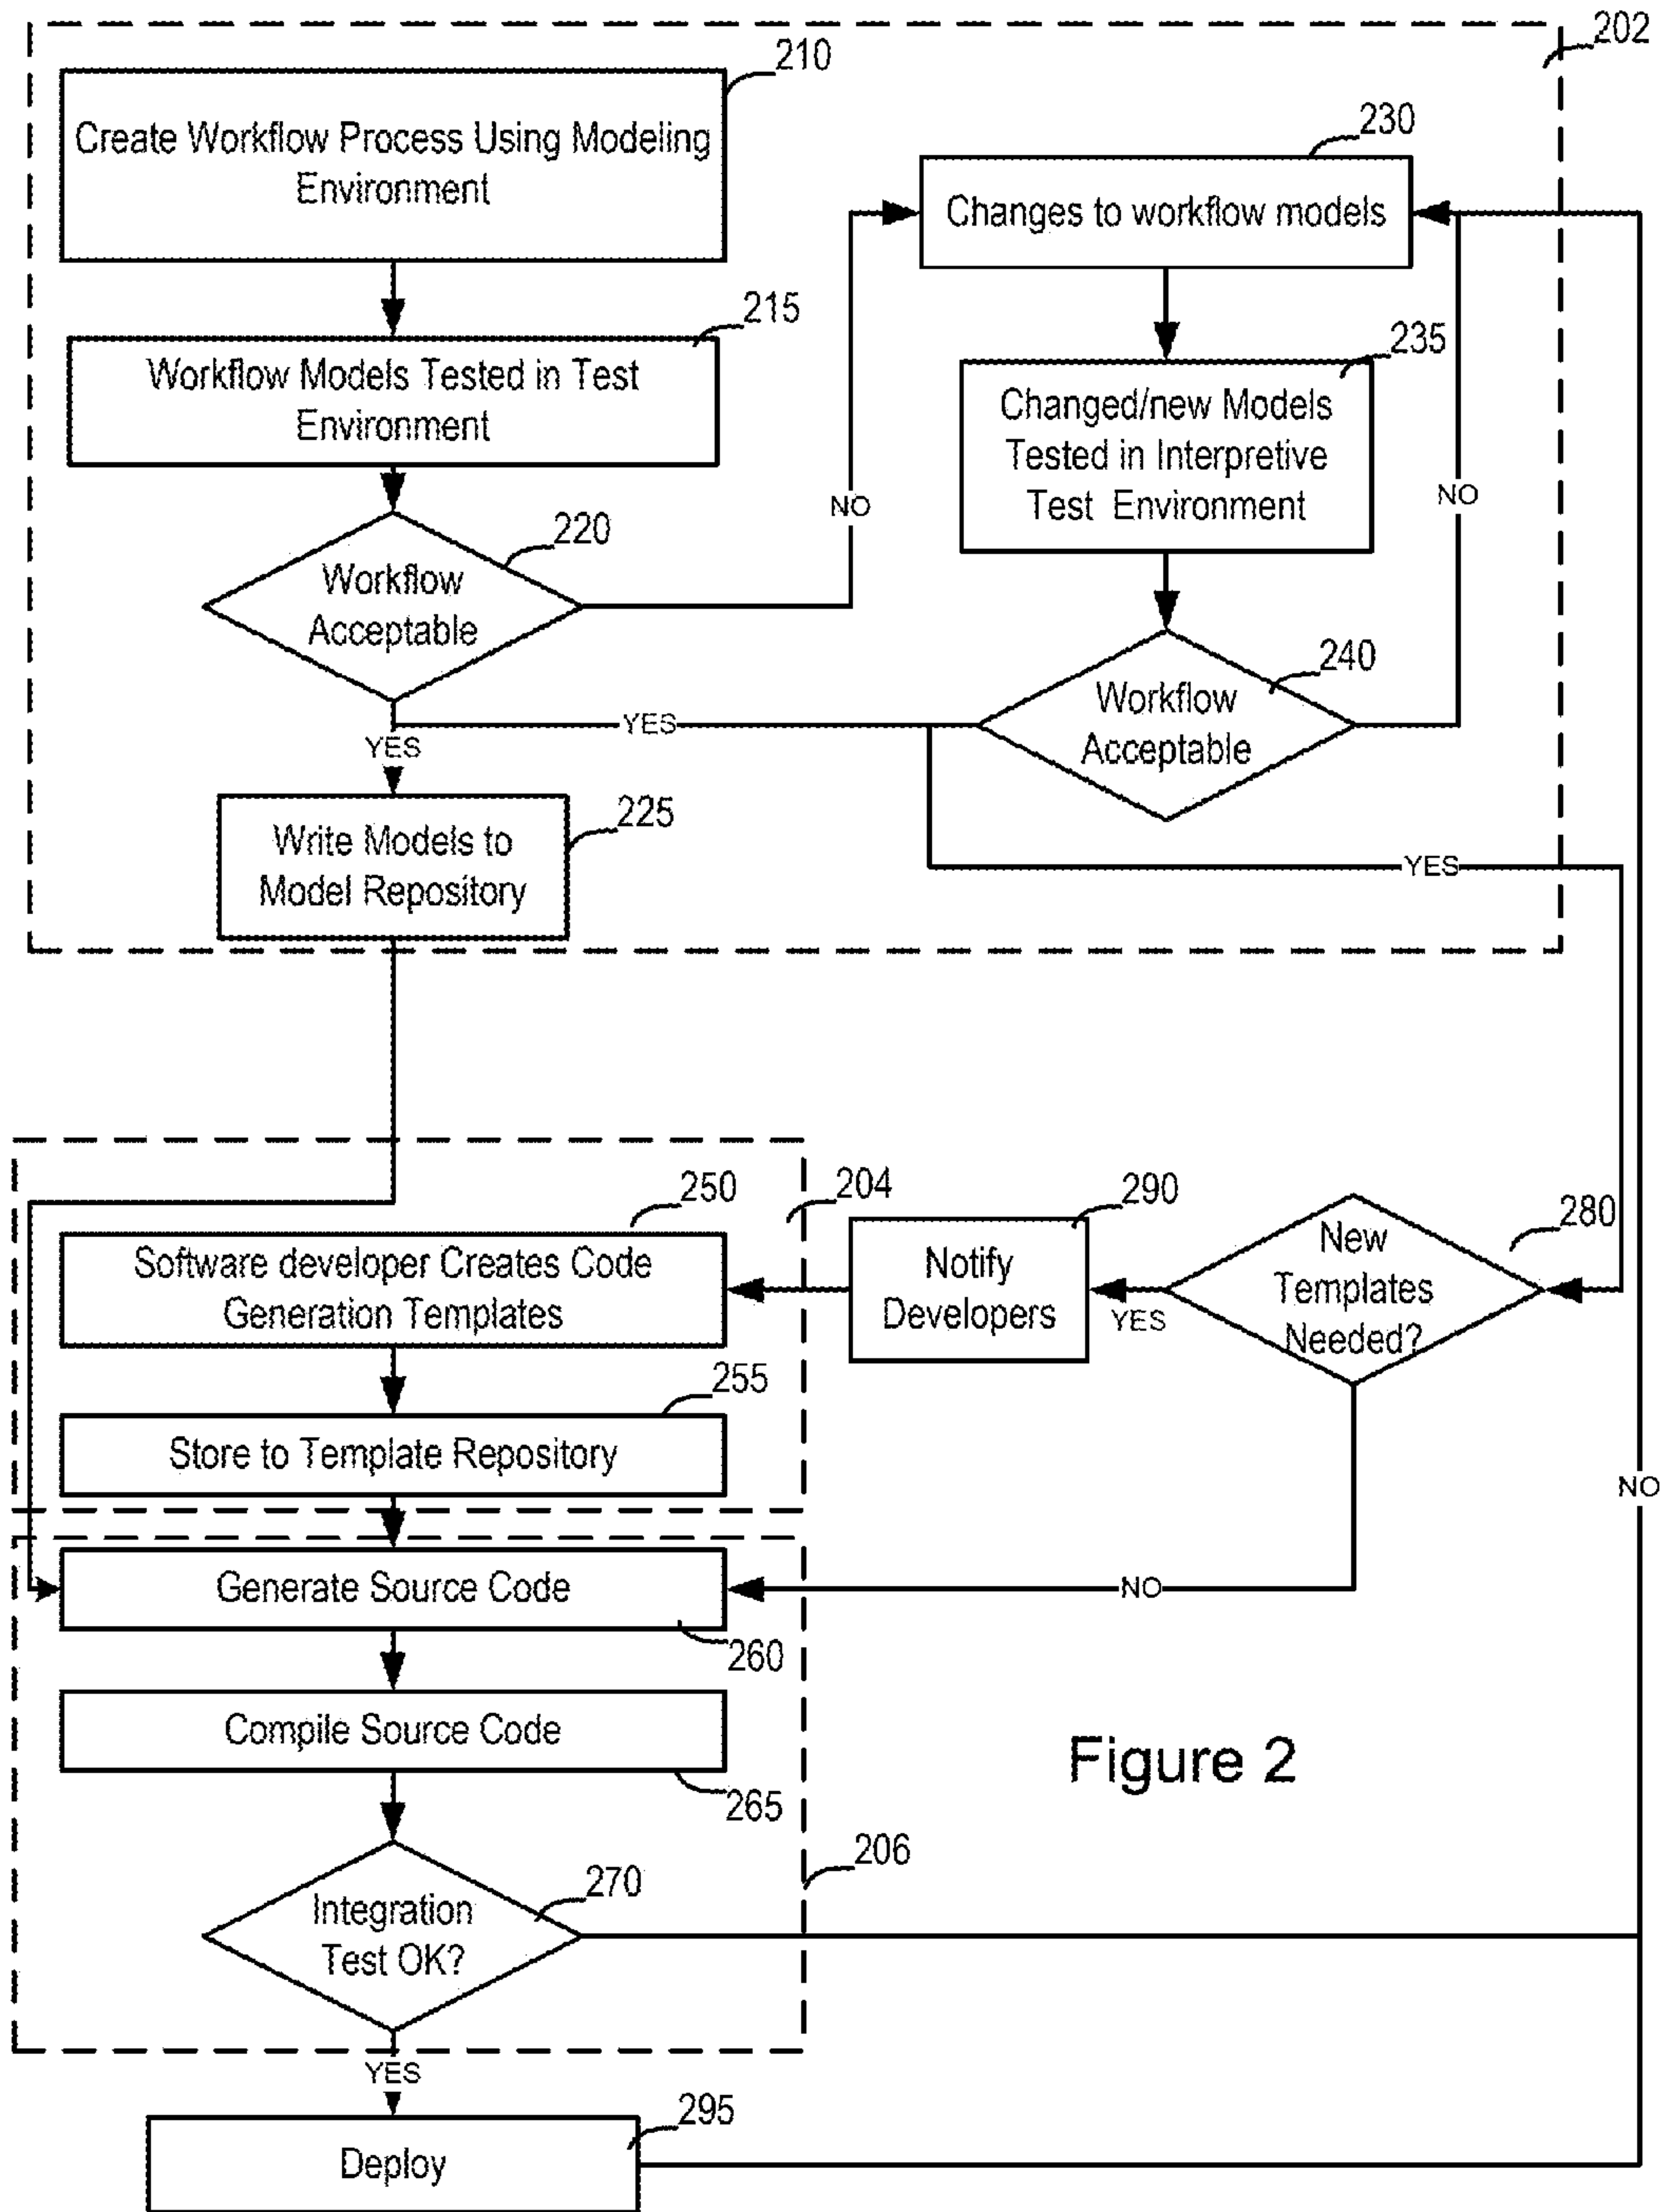 202
210
Create Workflow Process Using Modeling
Environment
230
Changes to workflow models
215
Workflow Models Tested in Test
Environment
235
Changed/new Models
Tested in Interpretive
Test Environment
NO
NO
220
Workflow
Acceptable
240
Workflow
Acceptable
YES
YES
225
Write Models to
Model Repository
YES
250
204
Software developer Creates Code
Generation Templates
290
Notify
Developers
YES
280
New
Templates
Needed?
255
Store to Template Repository
NO
Generate Source Code
260
NO
Compile Source Code
265
Figure 2
206
270
Integration
Test OK?
YES
295
Deploy